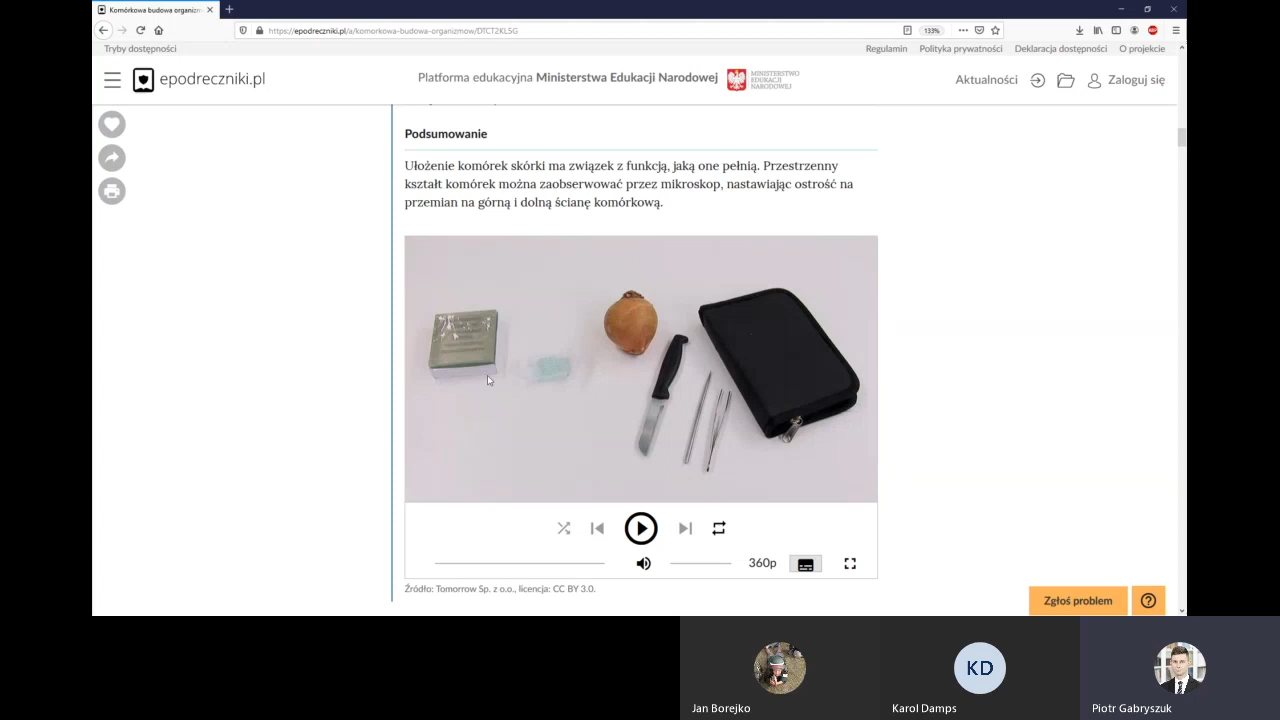 Komórkowa budowa organizm
https://epodreczniki.pl/a/komorkowa-budowa-organizmow/DTCT2KL5G
133%
Tryby dostępności
Regulamin
Polityka prywatności
Deklaracja dostępności
O projekcie
epodreczniki.pl
Platforma edukacyjna Ministerstwa Edukacji Narodowej
MINISTERSTWO
EDUKACJI
NARODOWEJ
Aktualności
Zaloguj się
Podsumowanie
Ułożenie komórek skórki ma związek z funkcją, jaką one pełnią. Przestrzenny
kształt komórek można zaobserwować przez mikroskop, nastawiając ostrość na
przemian na górną i dolną ścianę komórkową.
360p
Źródło: Tomorrow Sp. z o.o., licencja: CC BY 3.0.
Zgłoś problem
Jan Borejko
KD
Karol Damps
Piotr Gabryszuk